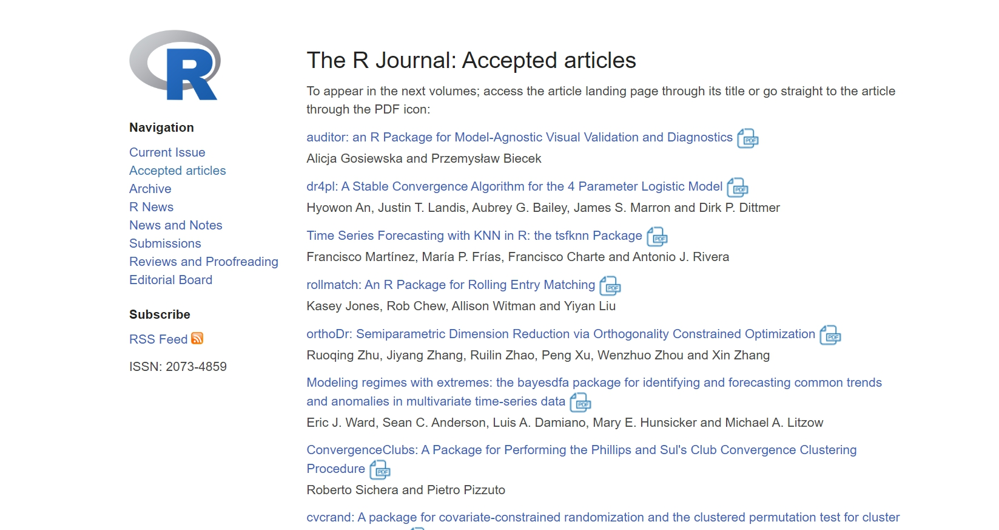 R
Navigation
Current Issue
Accepted articles
Archive
R News
News and Notes
Submissions
Reviews and Proofreading
Editorial Board
Subscribe
RSS Feed
ISSN: 2073-4859
The R Journal: Accepted articles
To appear in the next volumes; access the article landing page through its title or go straight to the article
through the PDF icon:
auditor: an R Package for Model-Agnostic Visual Validation and Diagnostics PDF
Alicja Gosiewska and Przemysław Biecek
dr4pl: A Stable Convergence Algorithm for the 4 Parameter Logistic Model PDF
Hyowon An, Justin T. Landis, Aubrey G. Bailey, James S. Marron and Dirk P. Dittmer
Time Series Forecasting with KNN in R: the tsfknn Package PDF
Francisco Martínez, María P. Frías, Francisco Charte and Antonio J. Rivera
rollmatch: An R Package for Rolling Entry Matching PDF
Kasey Jones, Rob Chew, Allison Witman and Yiyan Liu
orthoDr: Semiparametric Dimension Reduction via Orthogonality Constrained Optimization PDF
Ruoqing Zhu, Jiyang Zhang, Ruilin Zhao, Peng Xu, Wenzhuo Zhou and Xin Zhang
Modeling regimes with extremes: the bayesdfa package for identifying and forecasting common trends
and anomalies in multivariate time-series data PDF
Eric J. Ward, Sean C. Anderson, Luis A. Damiano, Mary E. Hunsicker and Michael A. Litzow
ConvergenceClubs: A Package for Performing the Phillips and Sul's Club Convergence Clustering
Procedure PDF
Roberto Sichera and Pietro Pizzuto
cvcrand: A package for covariate-constrained randomization and the clustered permutation test for cluster